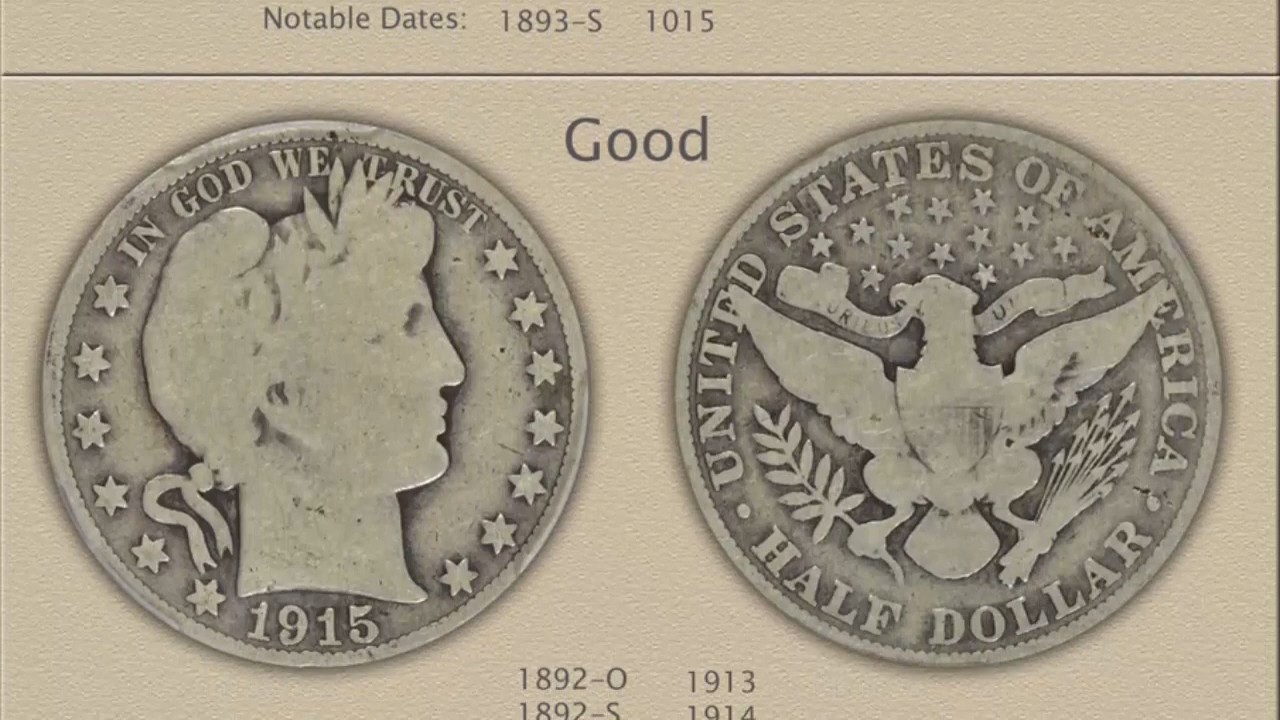 Notable Dates: 1893-S 1015
Good
IN GOD WE TRUST
1915
UNITED STATES OF AMERICA
HALF DOLLAR
1892-O 1913
1892-S 1914